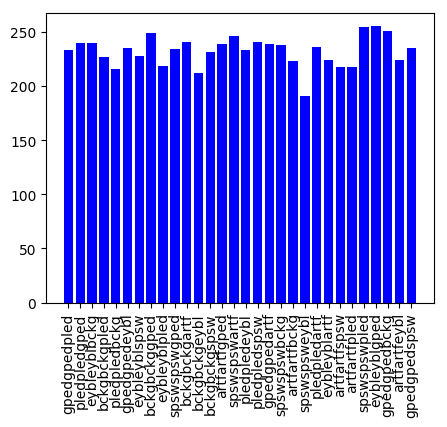 250
200
150
100
50
0
gpedgpedpled
pledpledgped
eybleyblbckg
bckgbckgpled
pledpledbckg
gpedgpedeybl
eybleyblspsw
bckgbckggped
eybleyblpled
spswspswgped
bckgbckgartf
bckgbckgeybl
bckgbckgspsw
artfartfgped
spswspswartf
pledpledeybl
pledpledspsw
gpedgpedartf
spswspswbckg
artfartfbckg
spswspsweybl
pledpledartf
eybleyblartf
artfartfspsw
artfartfpled
spswspswpled
eybleyblgped
gpedgpedbckg
artfartfeybl
gpedgpedspsw